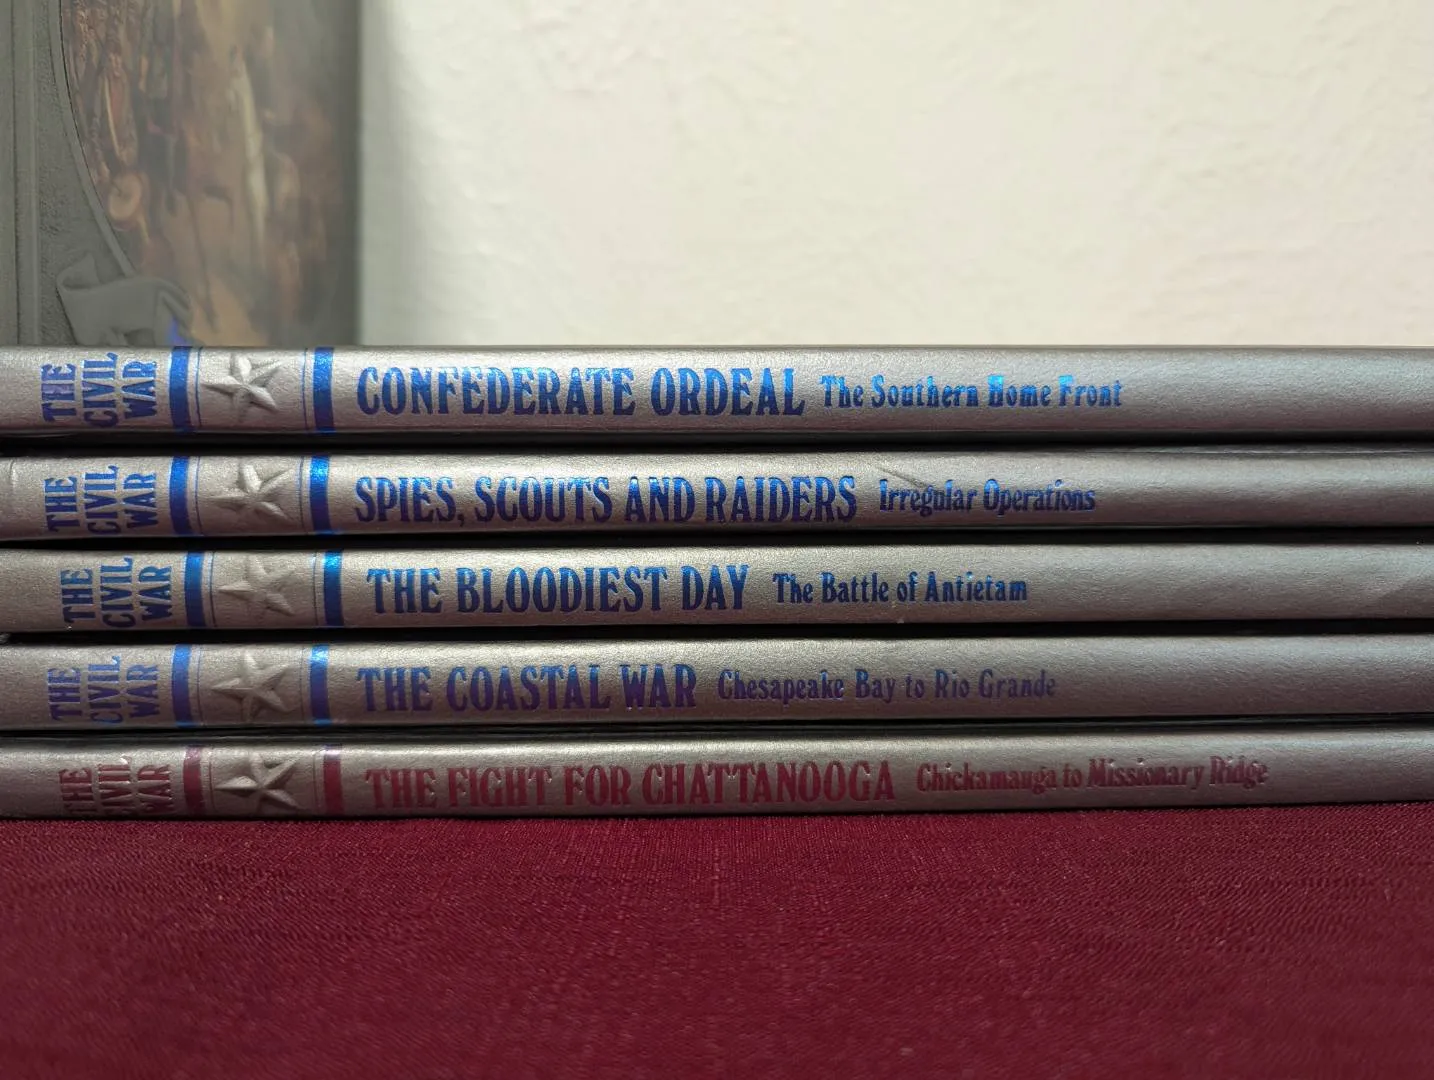 THE CIVIL WAR CONFEDERATE ORDEAL The Southern Home Front
THE CIVIL WAR SPIES, SCOUTS AND RAIDERS Irregular Operations
THE CIVIL WAR THE BLOODIEST DAY The Battle of Antietam
THE CIVIL WAR THE COASTAL WAR Chesapeake Bay to Rio Grande
THE CIVIL WAR THE FIGHT FOR CHATTANOOGA Chickamauga to Missionary Ridge